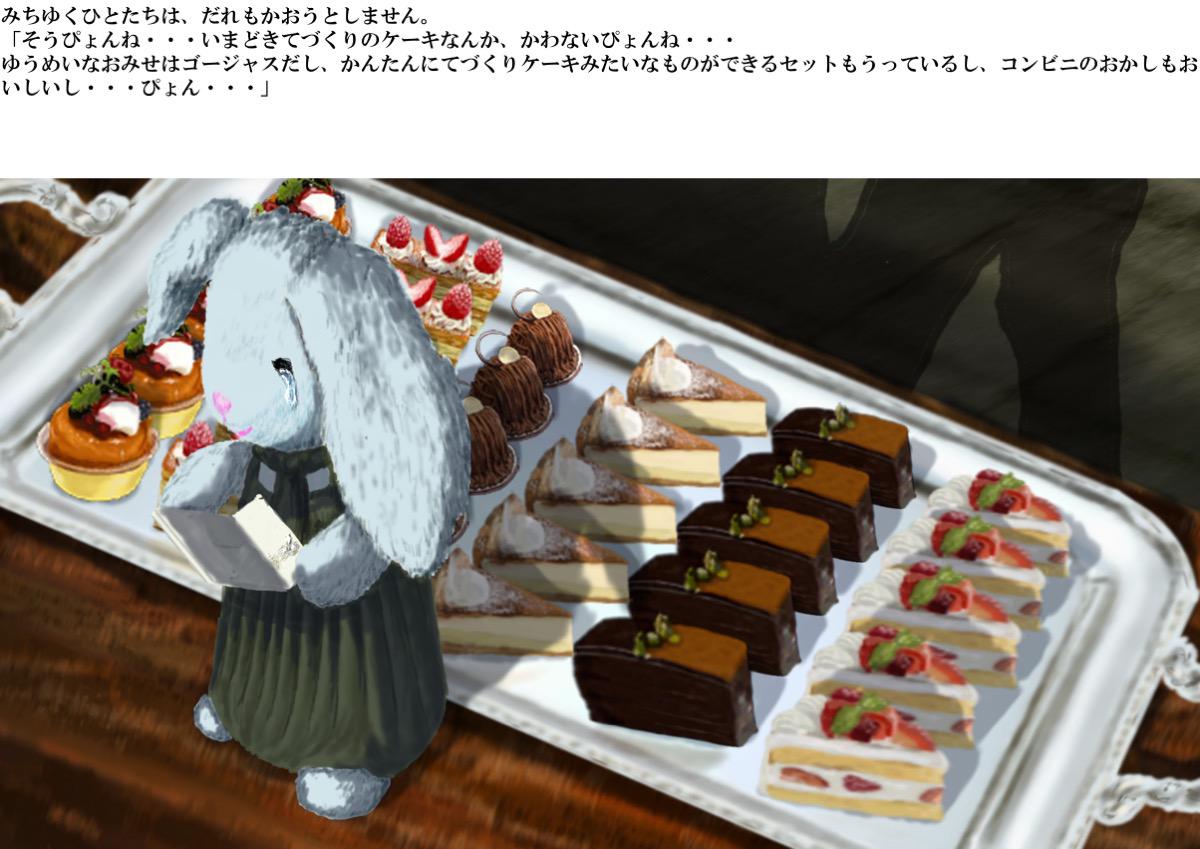 みちゆくひとたちは、だれもかおうとしません。
「そうぴょんね・・・いまどきてづくりのケーキなんか、かわないぴょんね・・・
ゆうめいなおみせはゴージャスだし、かんたんにてづくりケーキみたいなものができるセットもうっているし、コンビニのおかしもお
いしいし・・・ぴょん・・・」